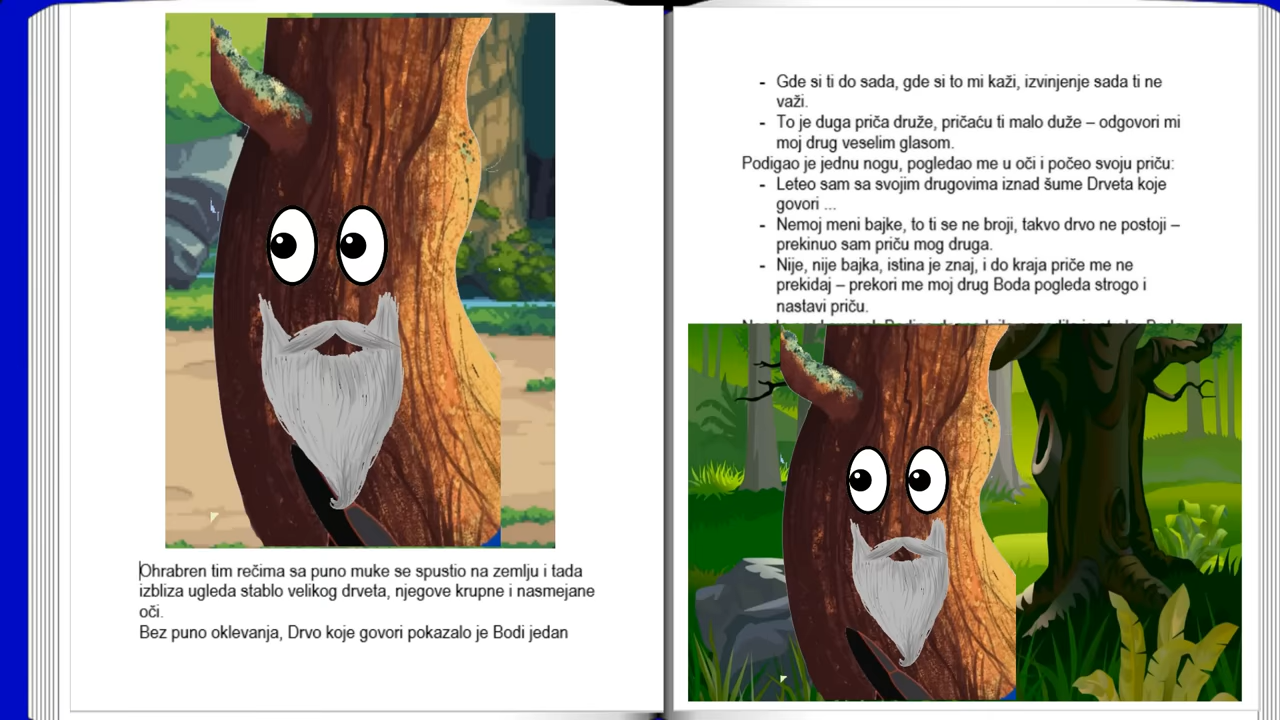 Ohrabren tim rečima sa puno muke se spustio na zemlju i tada
izbliza ugleda stablo velikog drveta, njegove krupne i nasmejane
oči.
Bez puno oklevanja, Drvo koje govori pokazalo je Bodi jedan
- Gde si ti do sada, gde si to mi kaži, izvinjenje sada ti ne
važi.
- To je duga priča druže, pričaću ti malo duže – odgovori mi
moj drug veselim glasom.
Podigao je jednu nogu, pogledao me u oči i počeo svoju priču:
- Leteo sam sa svojim drugovima iznad šume Drveta koje
govori ...
- Nemoj meni bajke, to ti se ne broji, takvo drvo ne postoji –
prekinuo sam priču mog druga.
- Nije, nije bajka, istina je znaj, i do kraja priče me ne
prekidaj – prekori me moj drug Boda pogleda strogo i
nastavi priču.